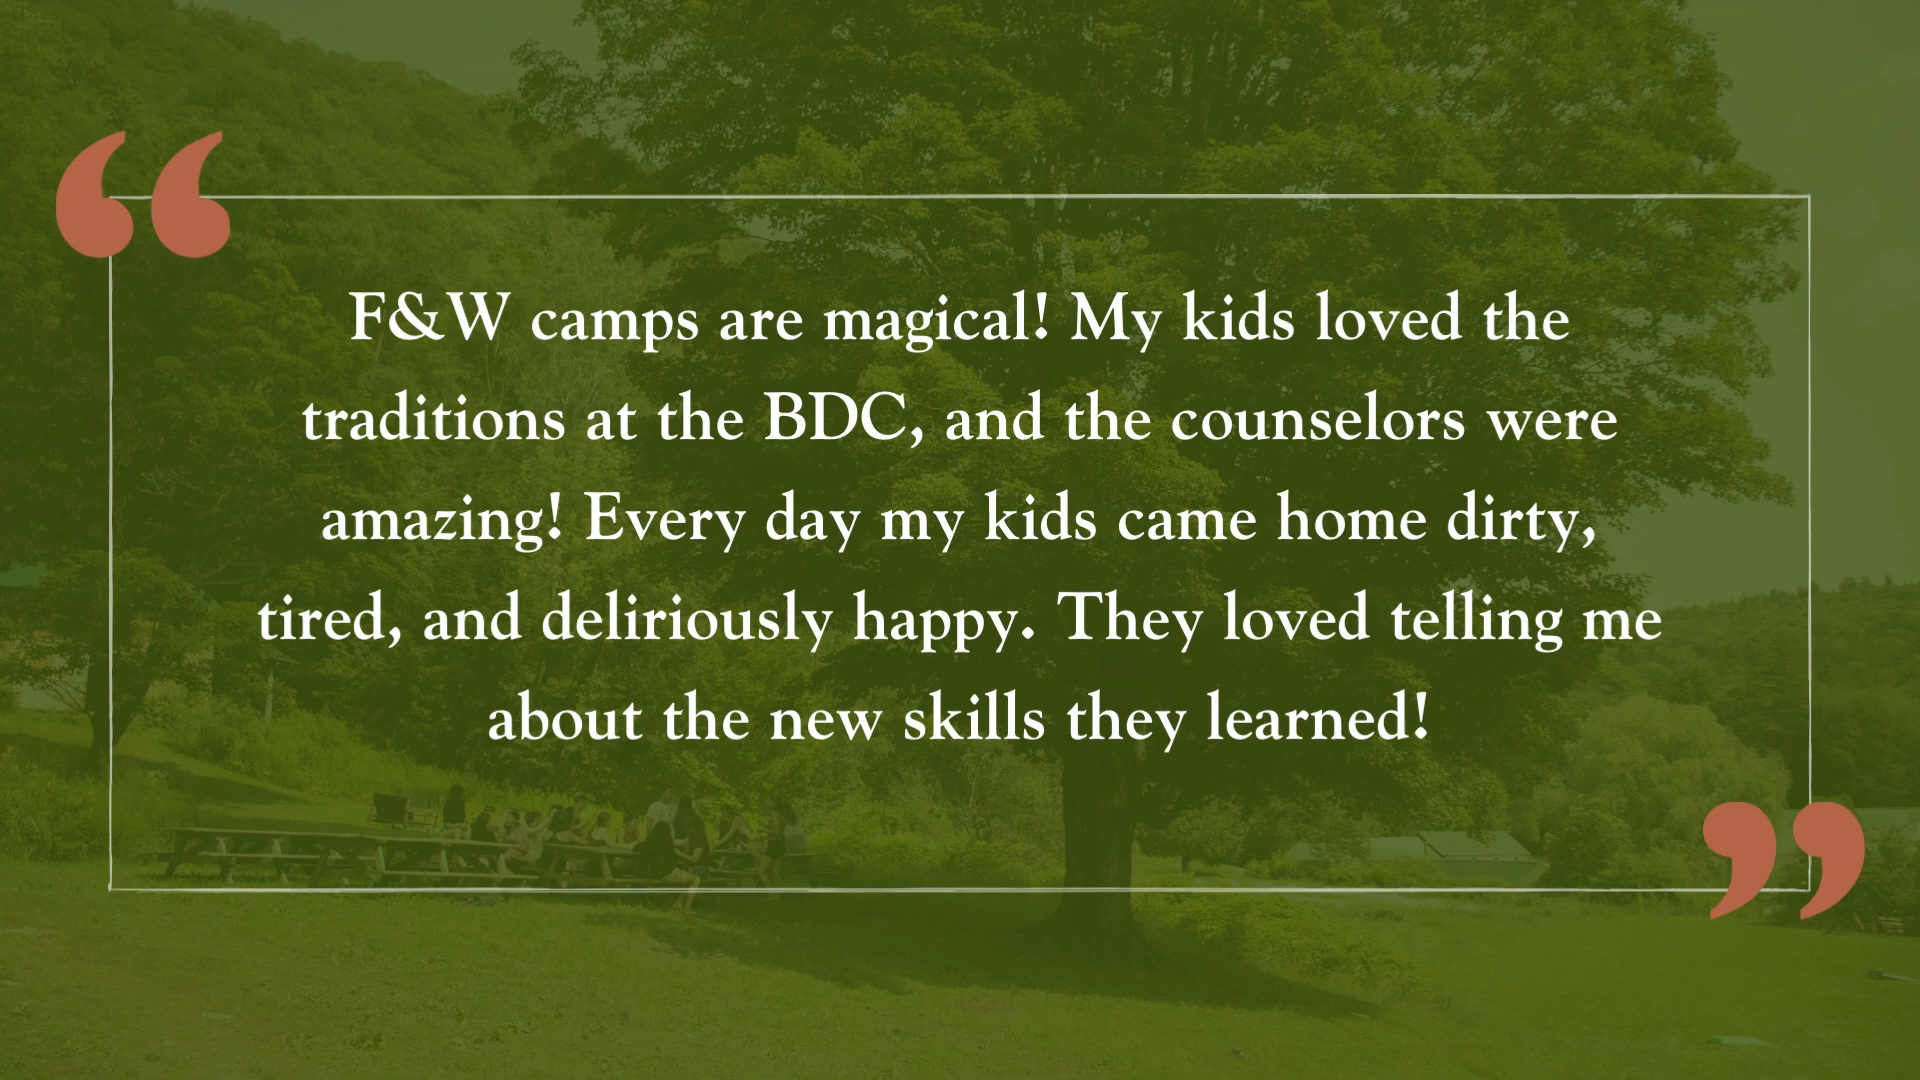 “
F&W camps are magical! My kids loved the
traditions at the BDC, and the counselors were
amazing! Every day my kids came home dirty,
tired, and deliriously happy. They loved telling me
about the new skills they learned!
”